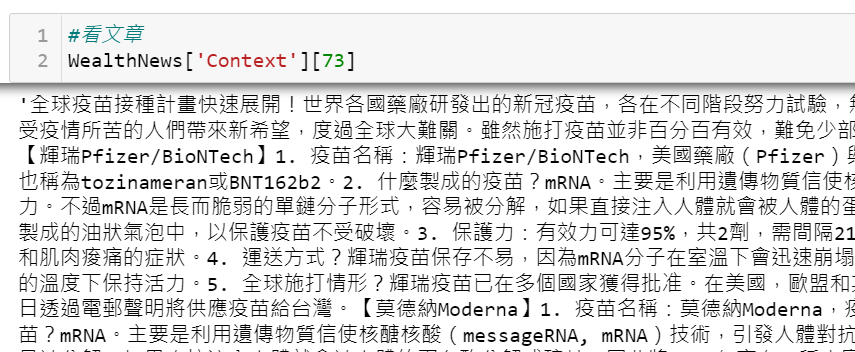 1 #看文章
2 WealthNews['Context'][73]
'全球疫苗接種計畫快速展開！世界各國藥廠研發出的新冠疫苗，各在不同階段努力試驗，
受疫情所苦的人們帶來新希望，度過全球大難關。雖然施打疫苗並非百分百有效，難免少部
【輝瑞Pfizer/BioNTech】1. 疫苗名稱：輝瑞Pfizer/BioNTech，美國藥廠（Pfizer）與
也稱為tozinameran或BNT162b2。2. 什麼製成的疫苗？mRNA。主要是利用遺傳物質信使核
力。不過mRNA是長而脆弱的單鏈分子形式，容易被分解，如果直接注入人體就會被人體的蛋
製成的油狀氣泡中，以保護疫苗不受破壞。3. 保護力：有效力可達95%，共2劑，需間隔21
和肌肉痠痛的症狀。4. 運送方式？輝瑞疫苗保存不易，因為mRNA分子在室溫下會迅速崩塌
的溫度下保持活力。5. 全球施打情形？輝瑞疫苗已在多個國家獲得批准。在美國，歐盟和
日透過電郵聲明將供應疫苗給台灣。【莫德納Moderna】1. 疫苗名稱：莫德納Moderna，
苗？mRNA。主要是利用遺傳物質信使核醣核酸（messageRNA, mRNA）技術，引發人體對抗